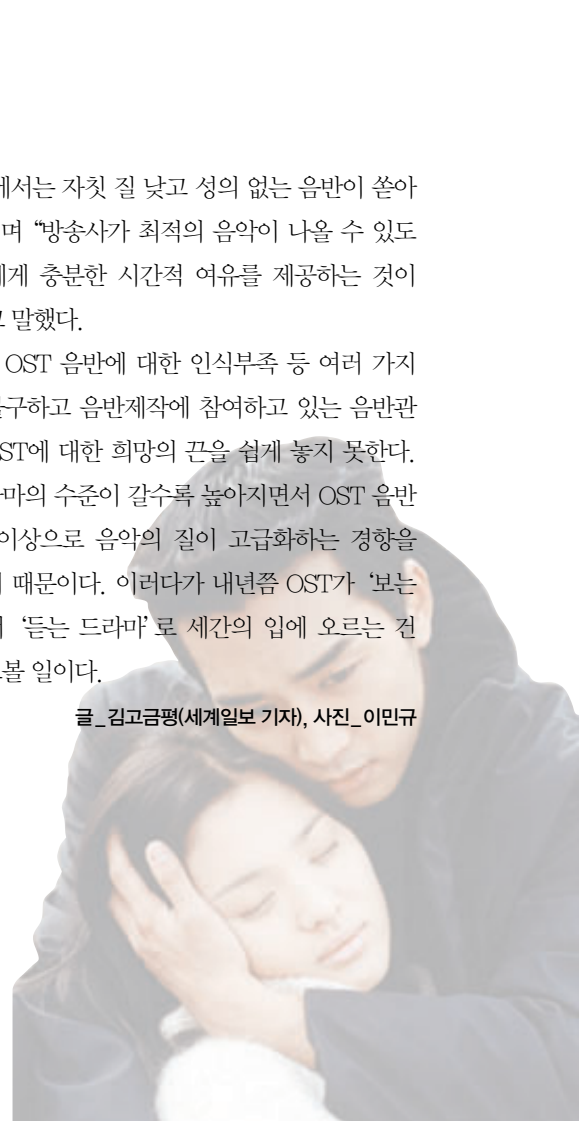 에서는 자칫 질 낮고 성의 없는 음반이 쏟아
며 “방송사가 최적의 음악이 나올 수 있도
에게 충분한 시간적 여유를 제공하는 것이
고 말했다.
OST 음반에 대한 인식부족 등 여러 가지
불구하고 음반제작에 참여하고 있는 음반관
OST에 대한 희망의 끈을 쉽게 놓지 못한다.
마의 수준이 갈수록 높아지면서 OST 음반
이상으로 음악의 질이 고급화하는 경향을
때문이다. 이러다가 내년쯤 OST가 ‘보는
‘듣는 드라마’로 세간의 입에 오르는 건
볼 일이다.
글_김고금평(세계일보 기자), 사진_이민규